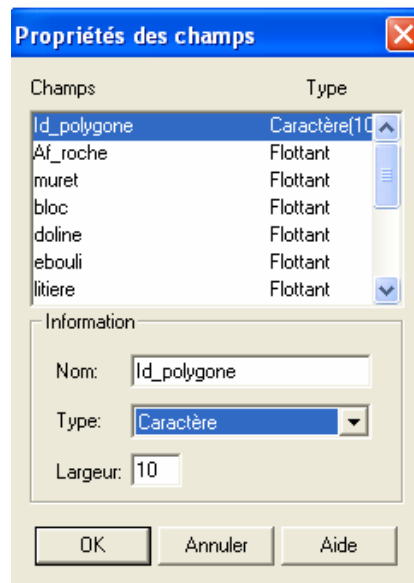 Propriétés des champs
Champs Type
Id_polygone Caractère(10
Af_roche Flottant
muret Flottant
bloc Flottant
doline Flottant
ebouli Flottant
litiere Flottant
Information
Nom: Id_polygone
Type: Caractère
Largeur: 10
OK Annuler Aide